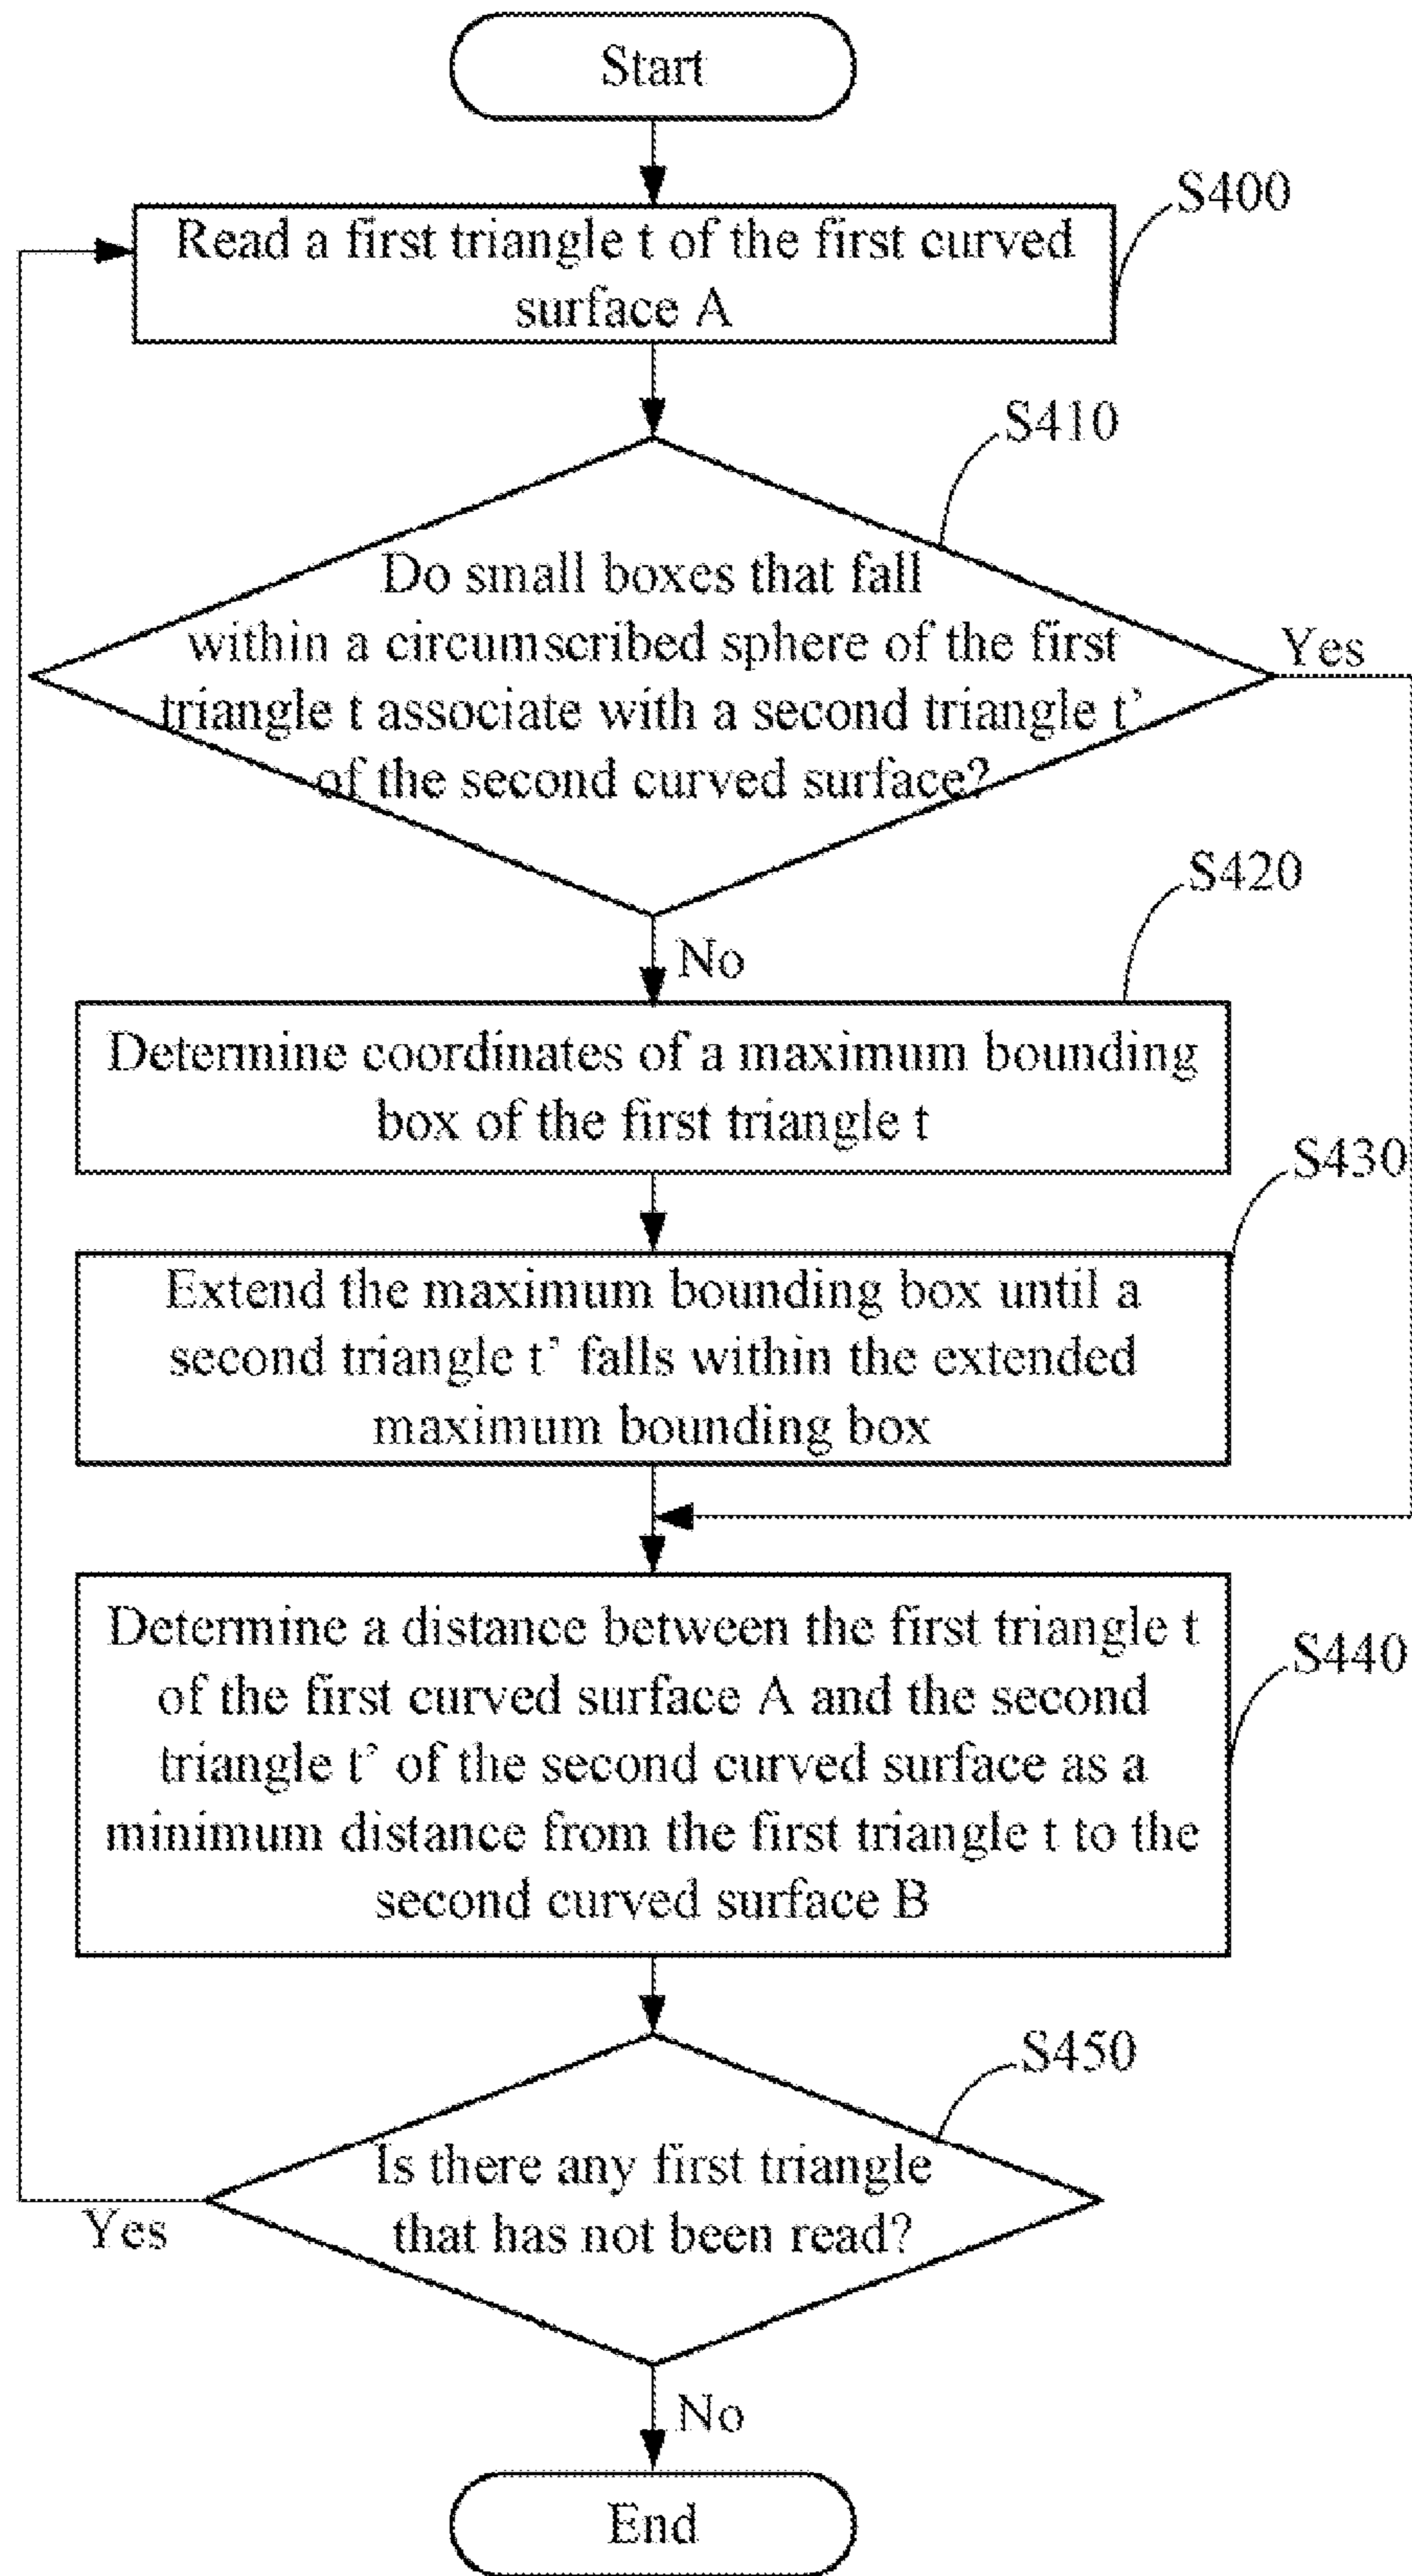 Start
S400
Read a first triangle t of the first curved
surface A
S410
Do small boxes that fall
within a circumscribed sphere of the first
triangle t associate with a second triangle t’
of the second curved surface?
Yes
No
S420
Determine coordinates of a maximum bounding
box of the first triangle t
S430
Extend the maximum bounding box until a
second triangle t’ falls within the extended
maximum bounding box
S440
Determine a distance between the first triangle t
of the first curved surface A and the second
triangle t’ of the second curved surface as a
minimum distance from the first triangle t to the
second curved surface B
S450
Is there any first triangle
that has not been read?
Yes
No
End